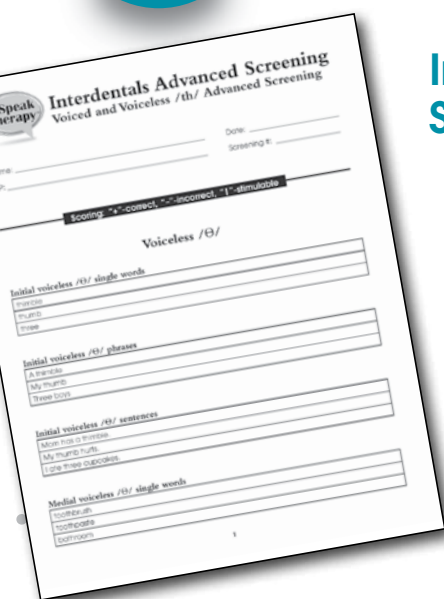 Speak
Therapy
Interdentals Advanced Screening
Voiced and Voiceless /th/ Advanced Screening
Date:
Screening #:
Scoring: "+"-correct, "-"-incorrect, "|"-stimulable
Voiceless /Θ/
Initial voiceless /Θ/ single words
thimble
thumb
three
Initial voiceless /Θ/ phrases
A thimble
My thumb
Three boys
Initial voiceless /Θ/ sentences
Mom has a thimble.
My thumb hurts.
I ate three cupcakes.
Medial voiceless /Θ/ single words
toothbrush
toothpaste
bathroom
1